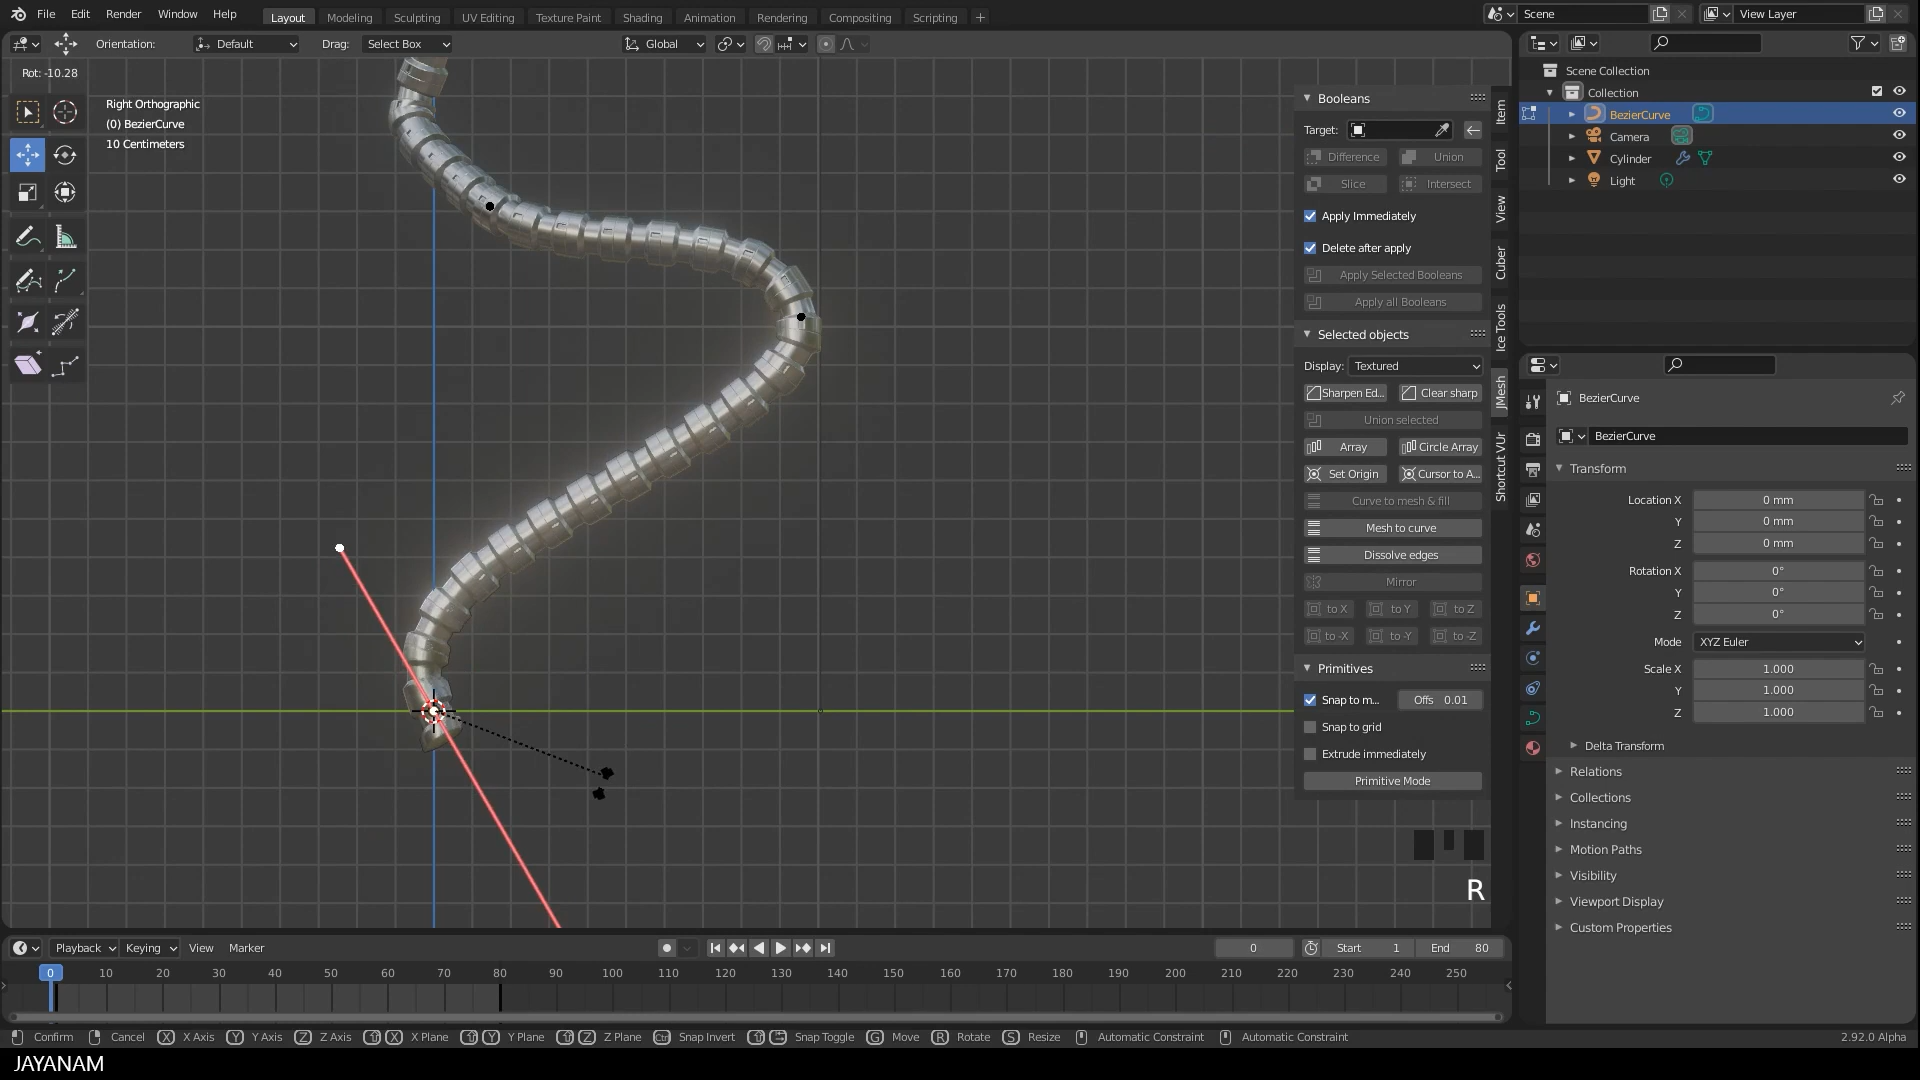 File Edit Render Window Help
Layout Modeling Sculpting UV Editing Texture Paint Shading Animation Rendering Compositing Scripting +
Scene View Layer
Orientation: Default Drag: Select Box Global
Rot: -10.28
Right Orthographic
(0) BezierCurve
10 Centimeters
Booleans
Target:
Difference Union
Slice Intersect
Apply Immediately
Delete after apply
Apply Selected Booleans
Apply all Booleans
Selected objects
Display: Textured
Sharpen Ed... Clear sharp
Union selected
Array Circle Array
Set Origin Cursor to A...
Curve to mesh & fill
Mesh to curve
Dissolve edges
Mirror
to X to Y to Z
to -X to -Y to -Z
Primitives
Snap to m... Offs 0.01
Snap to grid
Extrude immediately
Primitive Mode
Item
Tool
View
Cuber
Ice Tools
JMesh
Shortcut VUr
R
Scene Collection
Collection
BezierCurve
Camera
Cylinder
Light
BezierCurve
BezierCurve
Transform
Location X 0 mm
Y 0 mm
Z 0 mm
Rotation X 0°
Y 0°
Z 0°
Mode XYZ Euler
Scale X 1.000
Y 1.000
Z 1.000
Delta Transform
Relations
Collections
Instancing
Motion Paths
Visibility
Viewport Display
Custom Properties
Playback Keying View Marker 0 Start 1 End 80
0 10 20 30 40 50 60 70 80 90 100 110 120 130 140 150 160 170 180 190 200 210 220 230 240 250
Confirm Cancel X X Axis Y Y Axis Z Z Axis X X Plane Y Y Plane Z Z Plane Ctrl Snap Invert Snap Toggle G Move R Rotate S Resize Automatic Constraint Automatic Constraint 2.92.0 Alpha
JAYANAM